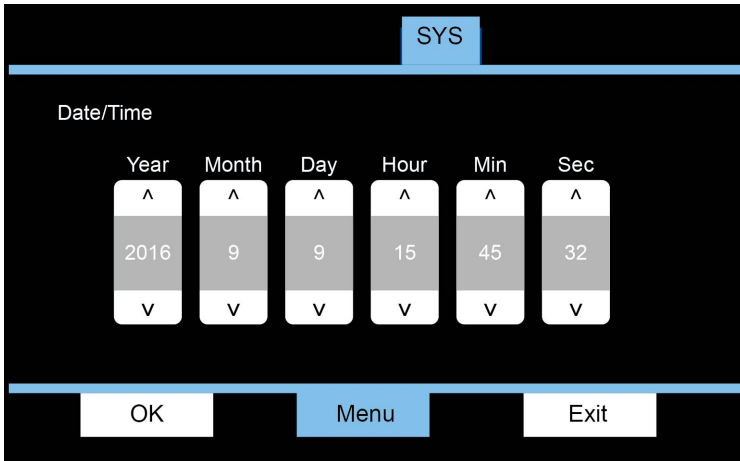 SYS
Date/Time
Year Month Day Hour Min Sec
2016 9 9 15 45 32
OK Menu Exit